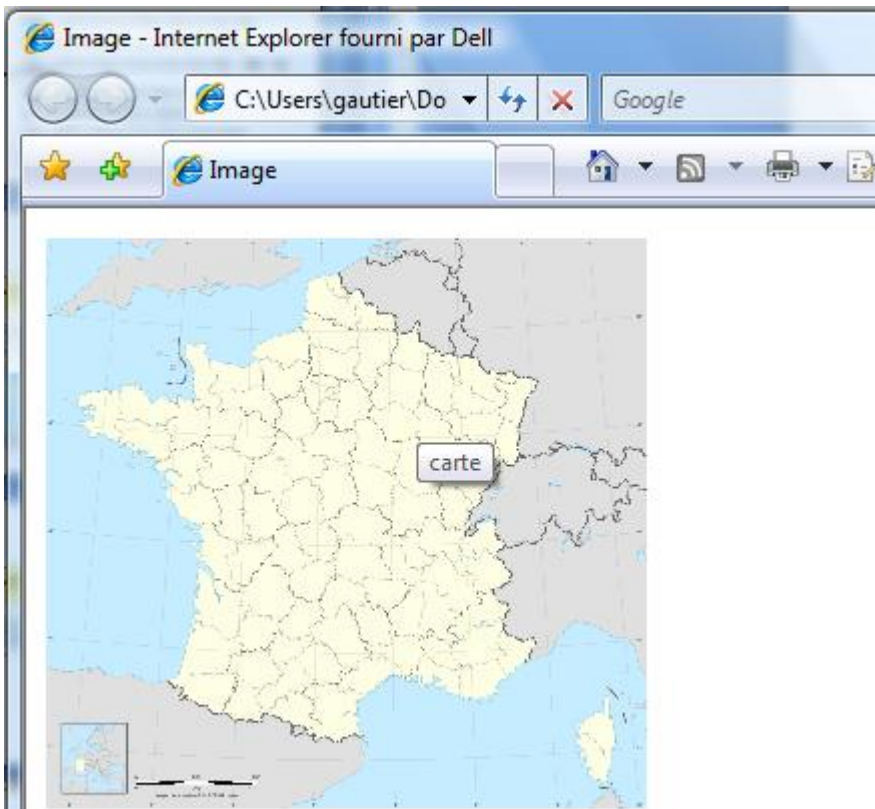 Image - Internet Explorer fourni par Dell
C:\Users\gautier\Do
Google
Image
carte